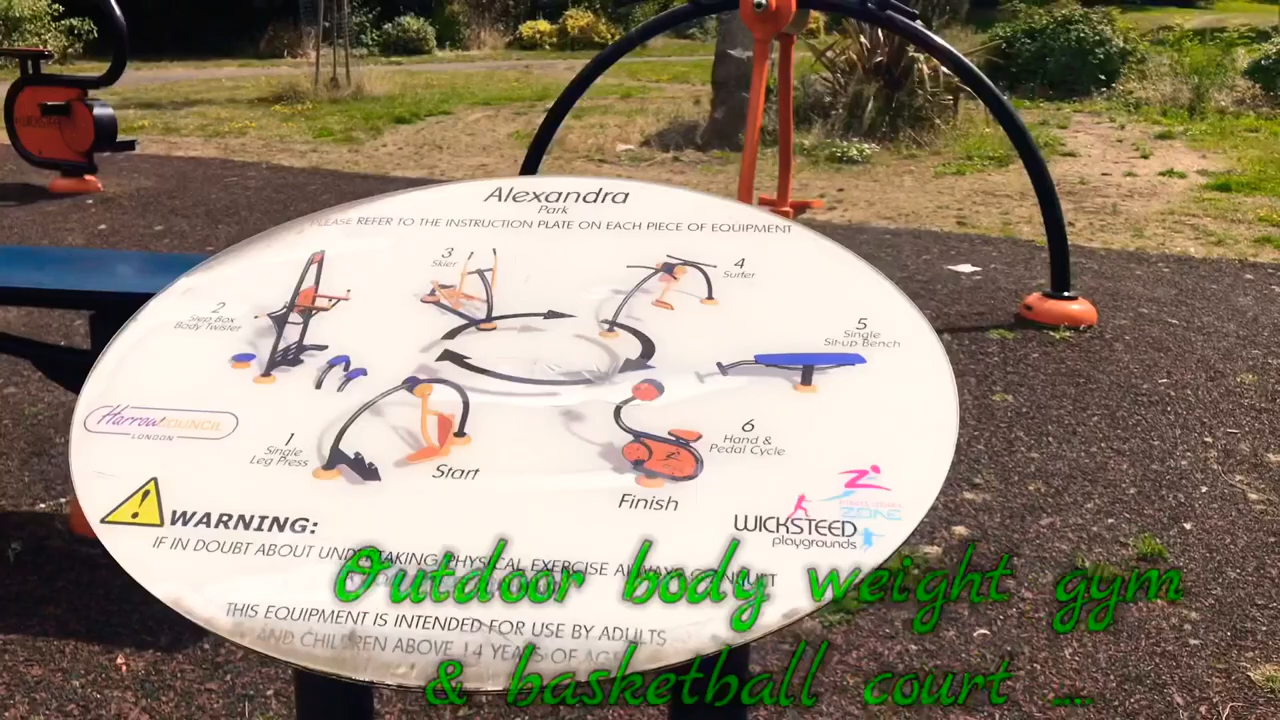 Alexandra
Park
PLEASE REFER TO THE INSTRUCTION PLATE ON EACH PIECE OF EQUIPMENT
3
Skier
4
Surfer
2
Step Box
Body Twister
5
Single
Sit-up Bench
HarrowCOUNCIL
LONDON
1
Single
Leg Press
Start
6
Hand &
Pedal Cycle
Finish
ZONE
WICKSTEED
playgrounds
WARNING:
IF IN DOUBT ABOUT UNDERTAKING PHYSICAL EXERCISE ALWAYS CONSULT
THIS EQUIPMENT IS INTENDED FOR USE BY ADULTS
AND CHILDREN ABOVE 14 YEARS OF AGE
Outdoor body weight gym
& basketball court ....